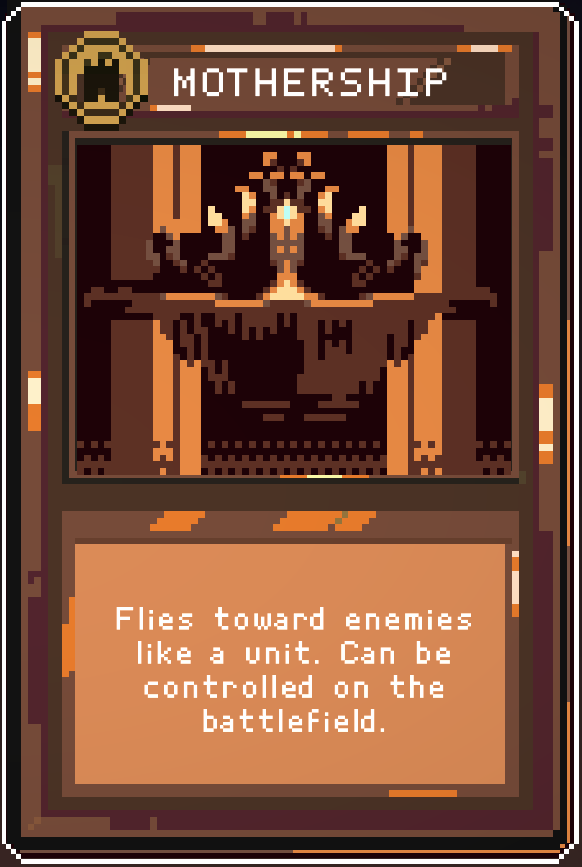 MOTHERSHIP
Flies toward enemies
like a unit. Can be
controlled on the
battlefield.